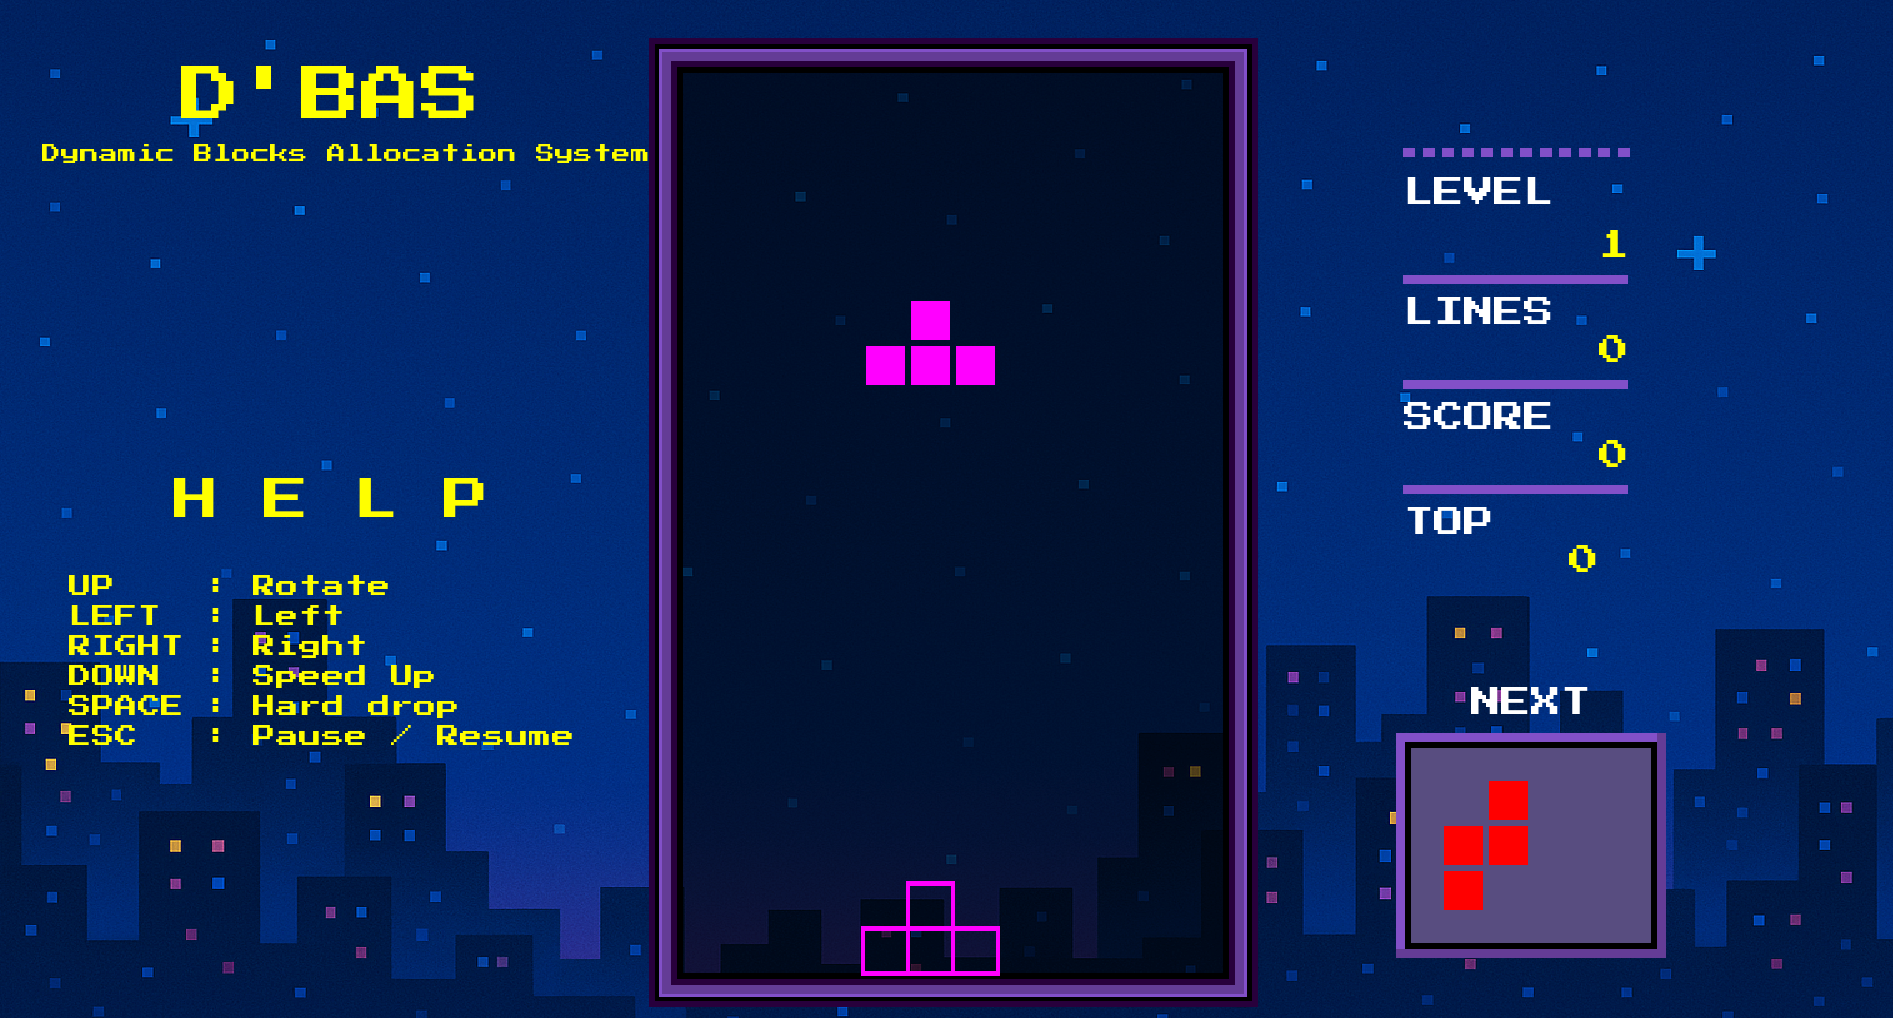 D'BAS
Dynamic Blocks Allocation System
HELP
UP : Rotate
LEFT : Left
RIGHT : Right
DOWN : Speed Up
SPACE : Hard drop
ESC : Pause / Resume
LEVEL
1
LINES
0
SCORE
0
TOP
0
NEXT